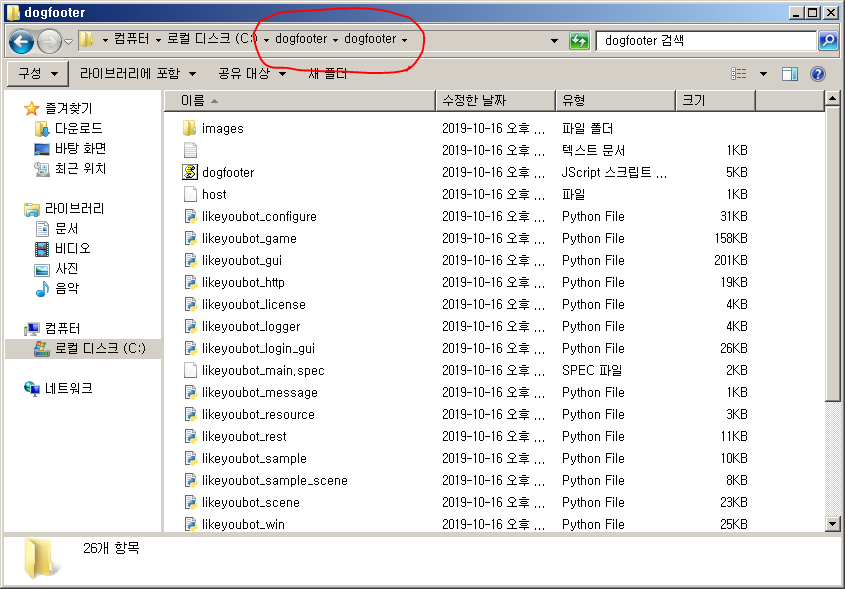 dogfooter
컴퓨터 로컬 디스크 (C:) dogfooter dogfooter dogfooter 검색
구성 라이브러리에 포함 공유 대상 새 폴더
즐겨찾기
다운로드
바탕 화면
최근 위치
라이브러리
문서
비디오
사진
음악
컴퓨터
로컬 디스크 (C:)
네트워크
이름 수정한 날짜 유형 크기
images 2019-10-16 오후 ... 파일 폴더
2019-10-16 오후 ... 텍스트 문서 1KB
dogfooter 2019-10-16 오후 ... JScript 스크립트 ... 5KB
host 2019-10-16 오후 ... 파일 1KB
likeyoubot_configure 2019-10-16 오후 ... Python File 31KB
likeyoubot_game 2019-10-16 오후 ... Python File 158KB
likeyoubot_gui 2019-10-16 오후 ... Python File 201KB
likeyoubot_http 2019-10-16 오후 ... Python File 19KB
likeyoubot_license 2019-10-16 오후 ... Python File 4KB
likeyoubot_logger 2019-10-16 오후 ... Python File 4KB
likeyoubot_login_gui 2019-10-16 오후 ... Python File 26KB
likeyoubot_main.spec 2019-10-16 오후 ... SPEC 파일 2KB
likeyoubot_message 2019-10-16 오후 ... Python File 1KB
likeyoubot_resource 2019-10-16 오후 ... Python File 3KB
likeyoubot_rest 2019-10-16 오후 ... Python File 11KB
likeyoubot_sample 2019-10-16 오후 ... Python File 10KB
likeyoubot_sample_scene 2019-10-16 오후 ... Python File 8KB
likeyoubot_scene 2019-10-16 오후 ... Python File 23KB
likeyoubot_win 2019-10-16 오후 ... Python File 25KB
26개 항목